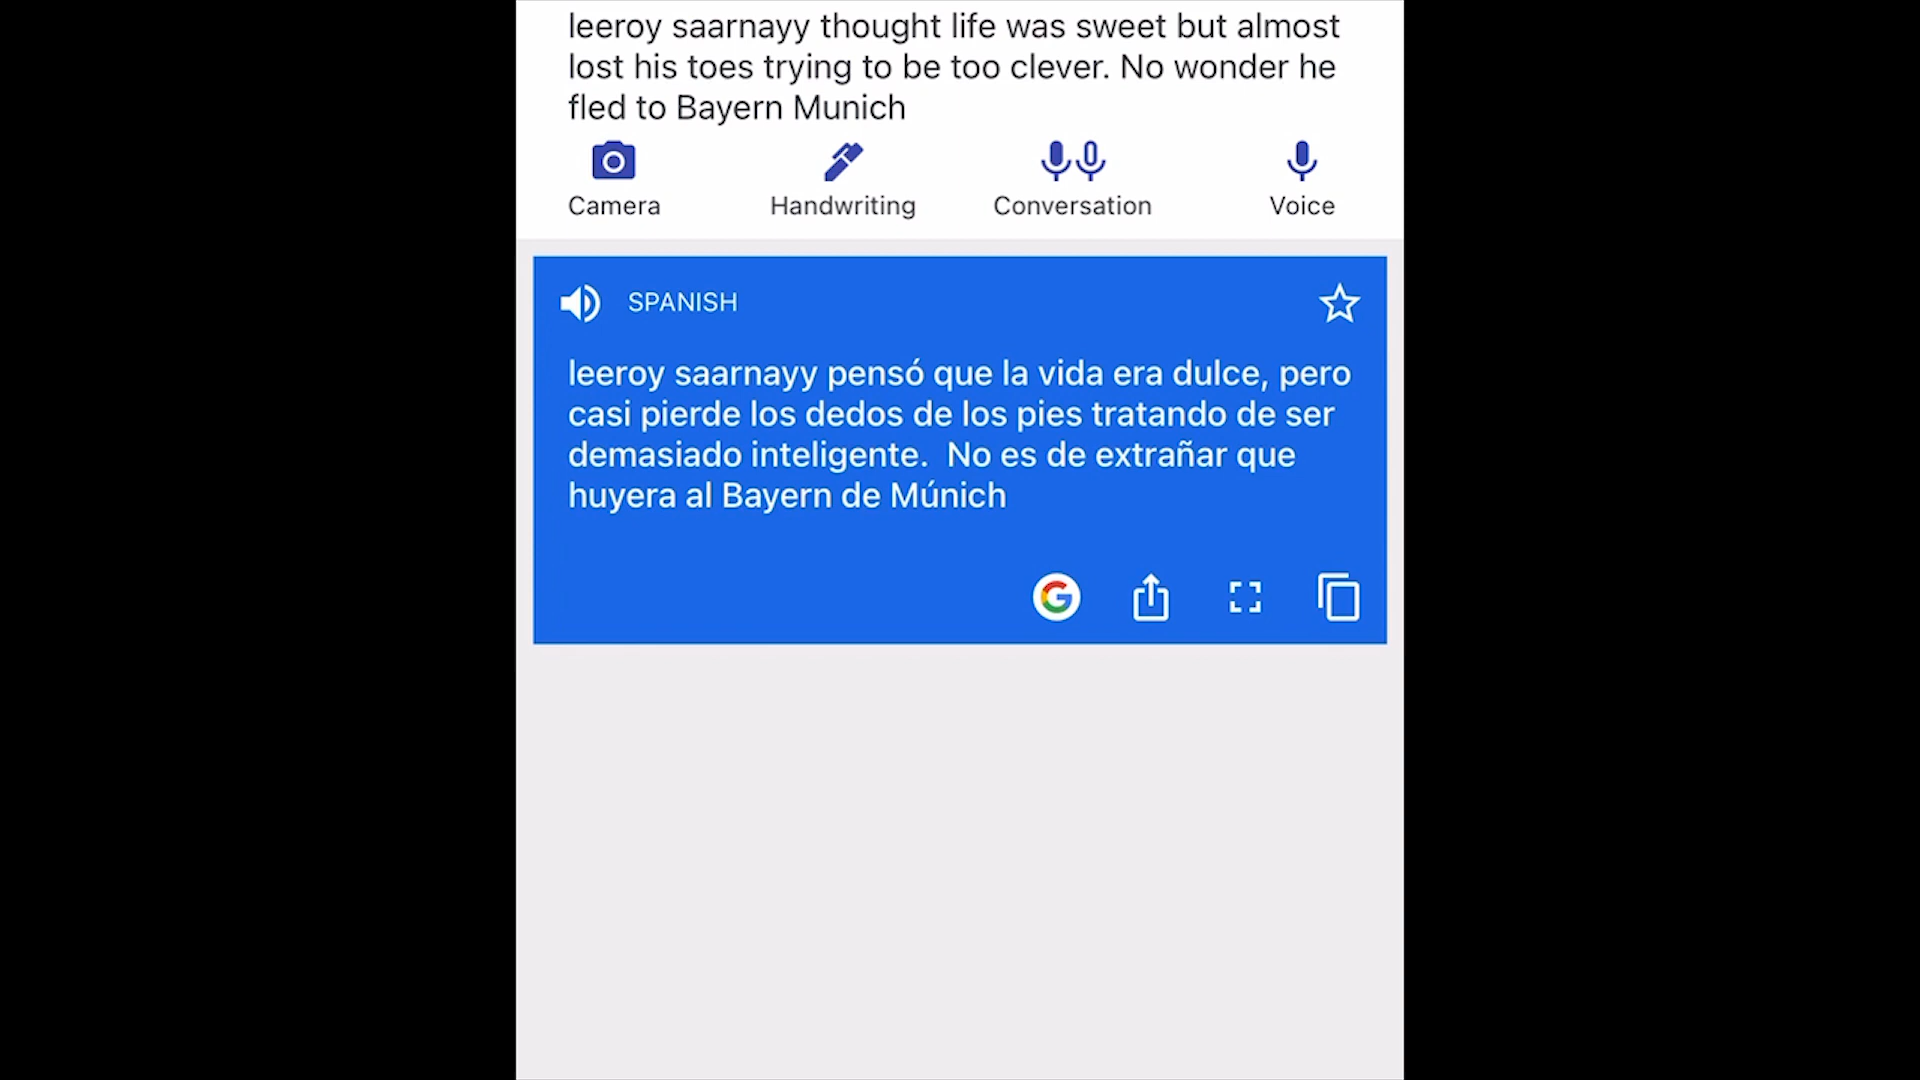 leeroy saarnayy thought life was sweet but almost
lost his toes trying to be too clever. No wonder he
fled to Bayern Munich
Camera
Handwriting
Conversation
Voice
SPANISH
leeroy saarnayy pensó que la vida era dulce, pero
casi pierde los dedos de los pies tratando de ser
demasiado inteligente.  No es de extrañar que
huyera al Bayern de Múnich